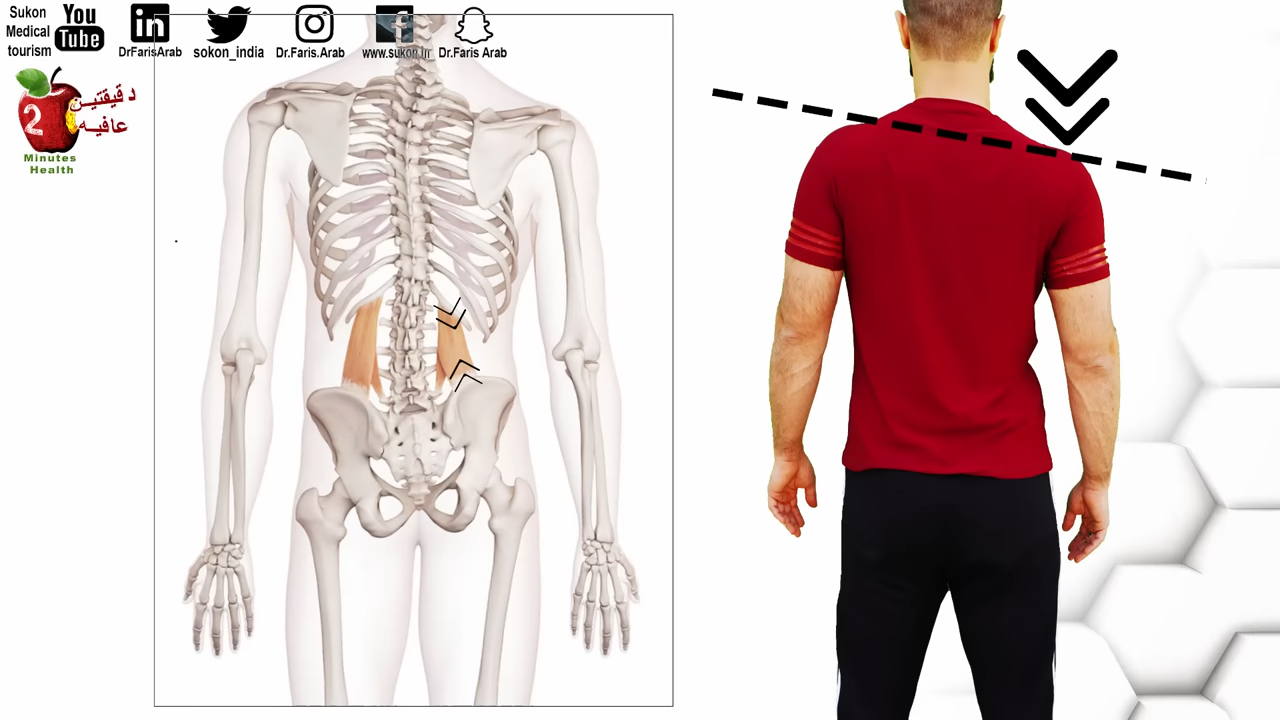 Sukon
Medical
tourism
You
Tube
in
DrFarisArab
sokon_india
Dr.Faris.Arab
f
www.sukon.in
Dr.Faris Arab
2
دقيقتين
عافيه
Minutes
Health